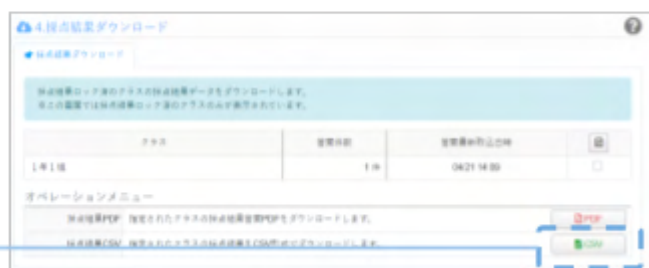 4.採点結果ダウンロード
採点結果ダウンロード
採点結果ロック済のクラスの採点結果データをダウンロードします。
※この画面では採点結果ロック済のクラスのみが表示されています。
クラス
1年1組
1 件
04/21 14:09
オペレーションメニュー
採点結果PDF 指定されたクラスの採点結果答案PDFをダウンロードします。
PDF
採点結果CSV 指定されたクラスの採点結果をCSV形式でダウンロードします。
CSV